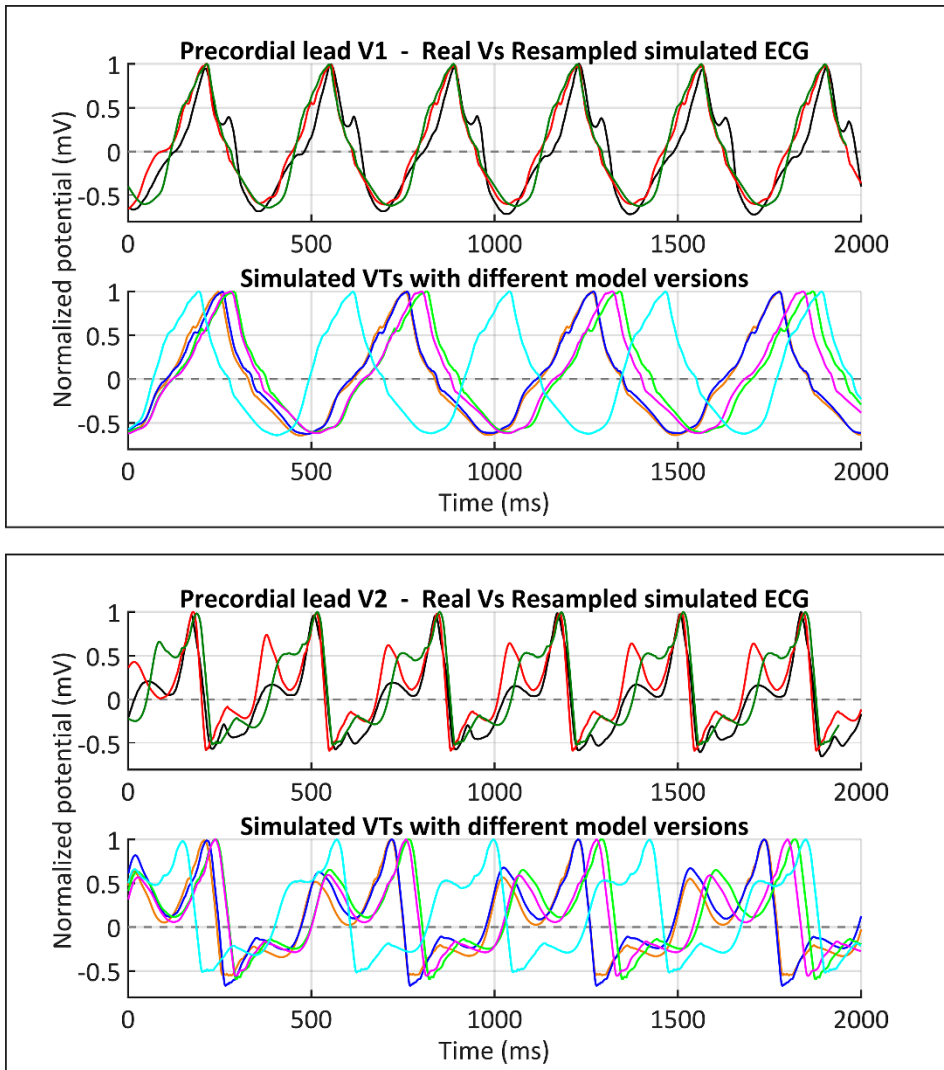 Precordial lead V1 - Real Vs Resampled simulated ECG
Normalized potential (mV)
1
0.5
0
-0.5
0 500 1000 1500 2000
Simulated VTs with different model versions
1
0.5
0
-0.5
0 500 1000 1500 2000
Time (ms)
Precordial lead V2 - Real Vs Resampled simulated ECG
Normalized potential (mV)
1
0.5
0
-0.5
0 500 1000 1500 2000
Simulated VTs with different model versions
1
0.5
0
-0.5
0 500 1000 1500 2000
Time (ms)